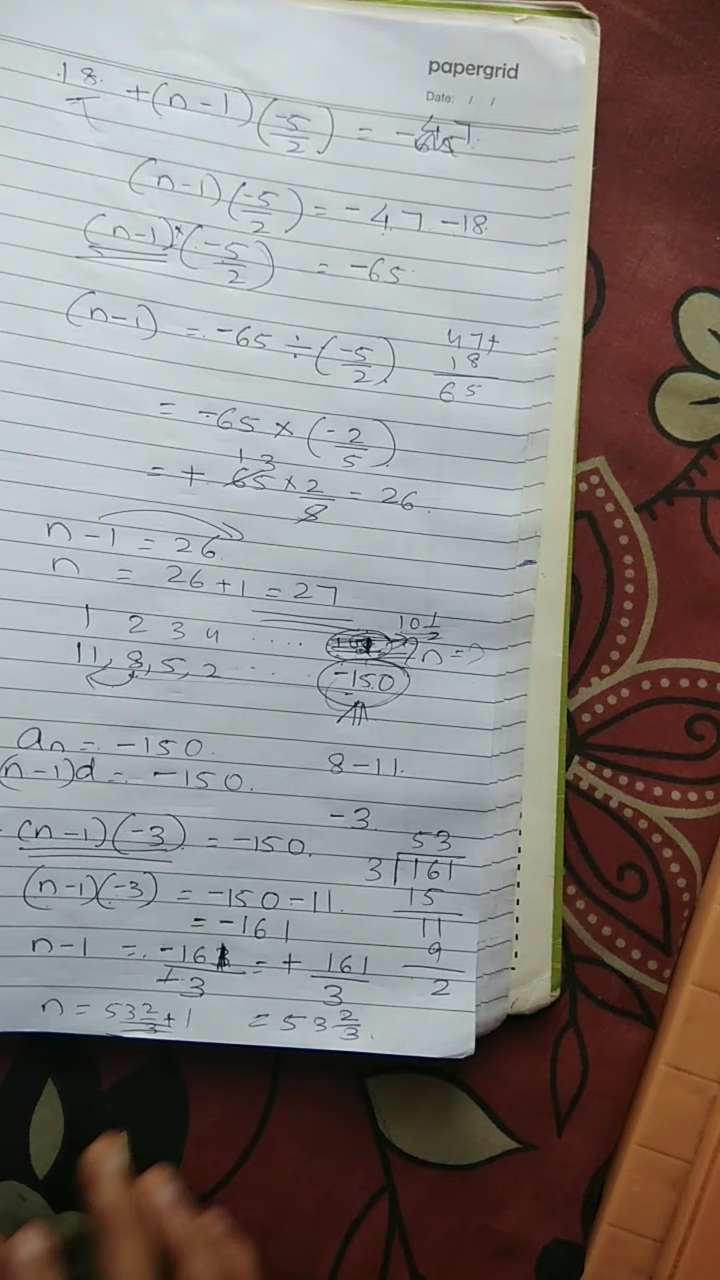 papergrid
Date: / /
18 + (n-1)(-5/2) = -47
(n-1)(-5/2) = -47-18
(n-1)×(-5/2) = -65
(n-1) = -65 ÷ (-5/2)
47+
18
65
= -65 × (-2/5)
13
= + 65 × 2/5 = 26
n-1 = 26
n = 26+1 = 27
1 2 3 4 .... 10 1/2
n=?
11, 8, 5, 2 .... -150
an = -150. 8-11.
(n-1)d = -150. -3.
(n-1)(-3) = -150.
53
3 161
15
11
9
2
(n-1)(-3) = -150-11.
= -161
n-1 = -161/-3 = + 161/3
n = 53 2/3 + 1 = 53 2/3.